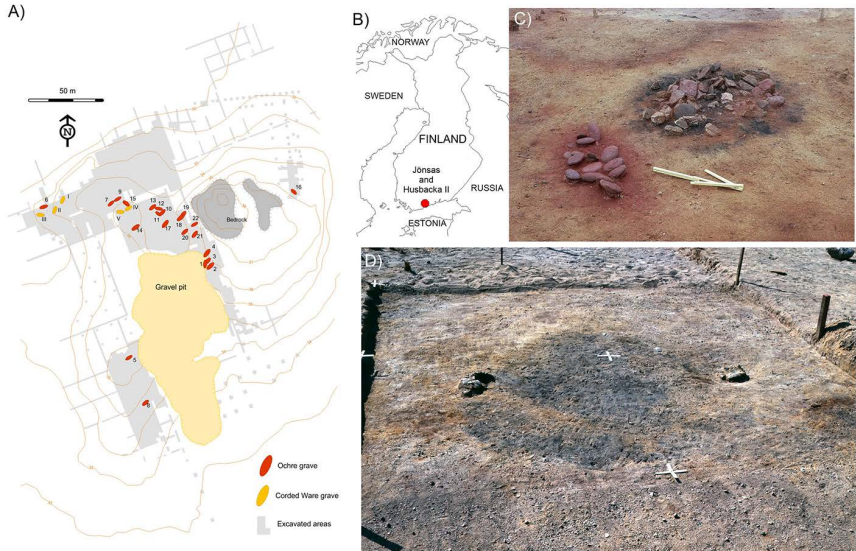 A)
50 m
N
6
I
II
III
7
9
15
IV
V
14
13
12
10
11
17
19
18
22
20
21
16
Bedrock
4
3
1
2
Gravel pit
5
8
Ochre grave
Corded Ware grave
Excavated areas
B)
NORWAY
SWEDEN
FINLAND
Jönsas
and
Husbacka II
RUSSIA
ESTONIA
C)
D)